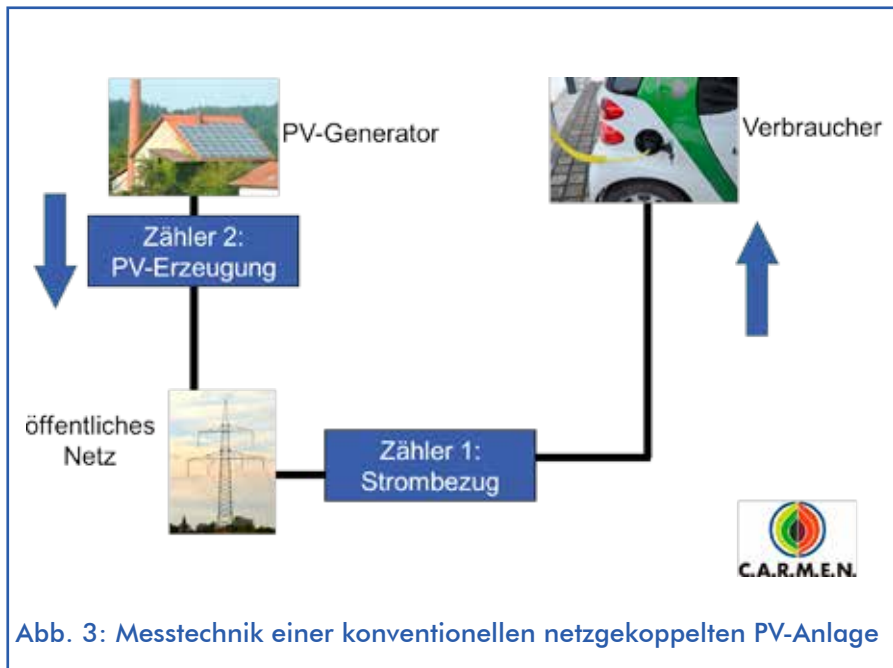 PV-Generator
Verbraucher
Zähler 2:
PV-Erzeugung
öffentliches
Netz
Zähler 1:
Strombezug
C.A.R.M.E.N.
Abb. 3: Messtechnik einer konventionellen netzgekoppelten PV-Anlage